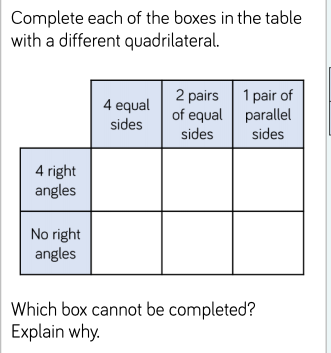 Complete each of the boxes in the table
with a different quadrilateral.
4 equal
sides
2 pairs
of equal
sides
1 pair of
parallel
sides
4 right
angles
No right
angles
Which box cannot be completed?
Explain why.